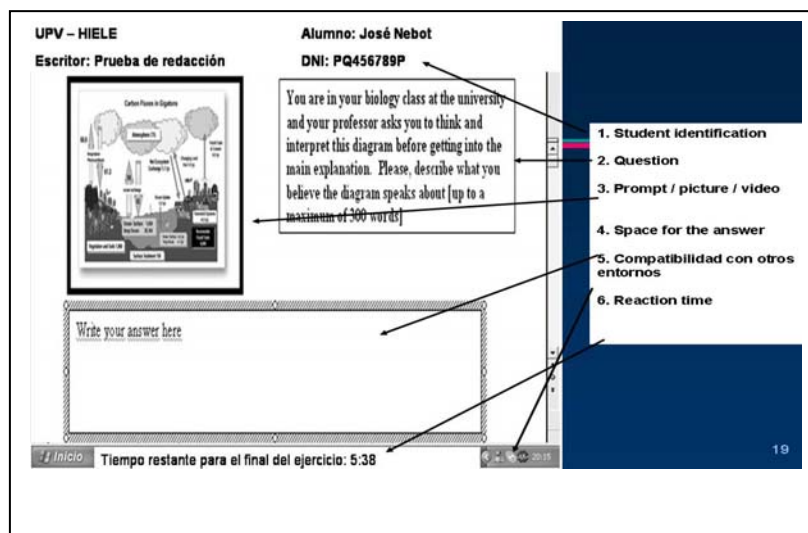 UPV – HIELE
Alumno: José Nebot
Escritor: Prueba de redacción
DNI: PQ456789P
Carbon Fluxes in Gigatons
You are in your biology class at the university
and your professor asks you to think and
interpret this diagram before getting into the
main explanation. Please, describe what you
believe the diagram speaks about [up to a
maximum of 300 words]
Write your answer here
Inicio
Tiempo restante para el final del ejercicio: 5:38
20:15
1. Student identification
2. Question
3. Prompt / picture / video
4. Space for the answer
5. Compatibilidad con otros
entornos
6. Reaction time
19